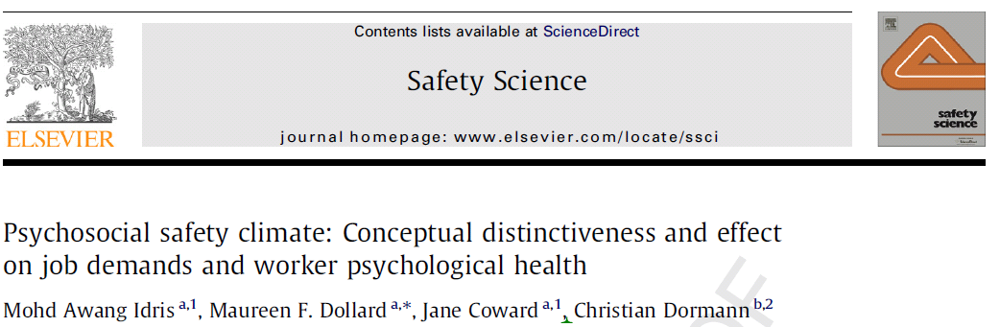 Contents lists available at ScienceDirect
Safety Science
journal homepage: www.elsevier.com/locate/ssci
ELSEVIER
safety
science
Psychosocial safety climate: Conceptual distinctiveness and effect
on job demands and worker psychological health
Mohd Awang Idris a,1, Maureen F. Dollard a,*, Jane Coward a,1, Christian Dormann b,2